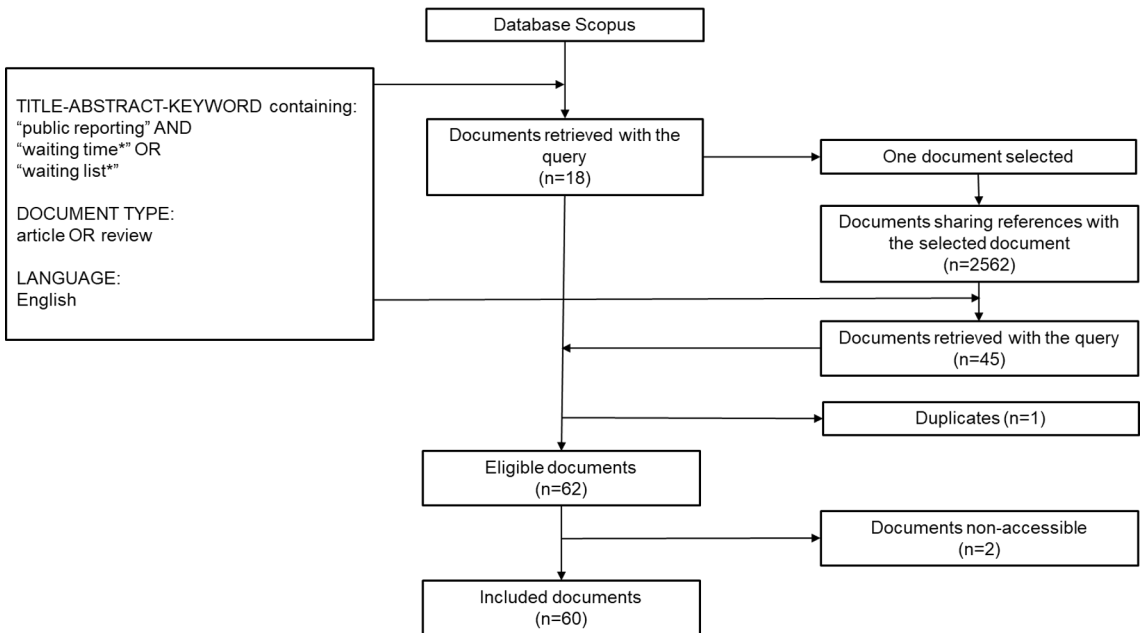 Database Scopus
TITLE-ABSTRACT-KEYWORD containing:
“public reporting” AND
“waiting time*” OR
“waiting list*”
DOCUMENT TYPE:
article OR review
LANGUAGE:
English
Documents retrieved with the
query
(n=18)
One document selected
Documents sharing references with
the selected document
(n=2562)
Documents retrieved with the query
(n=45)
Duplicates (n=1)
Eligible documents
(n=62)
Documents non-accessible
(n=2)
Included documents
(n=60)